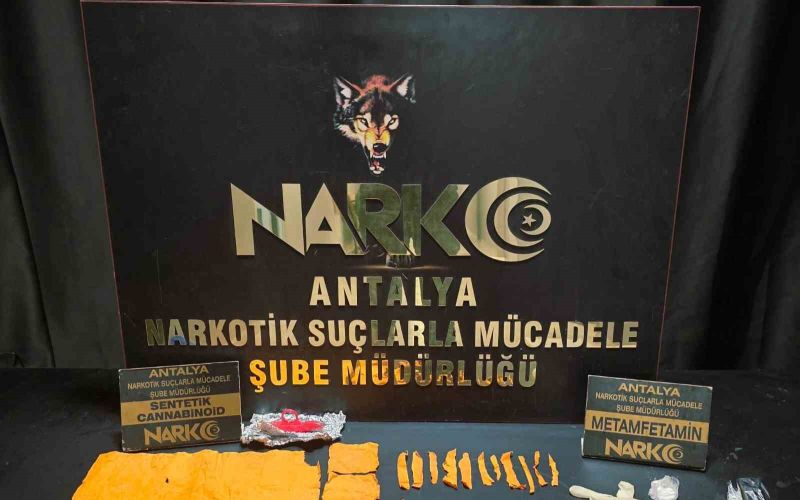 NARKO
ANTALYA
NARKOTİK SUÇLARLA MÜCADELE
ŞUBE MÜDÜRLÜĞÜ
ANTALYA
NARKOTİK SUÇLARLA MÜCADELE
ŞUBE MÜDÜRLÜĞÜ
SENTETİK
CANNABINOID
NARKO
ANTALYA
NARKOTİK SUÇLARLA MÜCADELE
ŞUBE MÜDÜRLÜĞÜ
METAMFETAMİN
NARKO